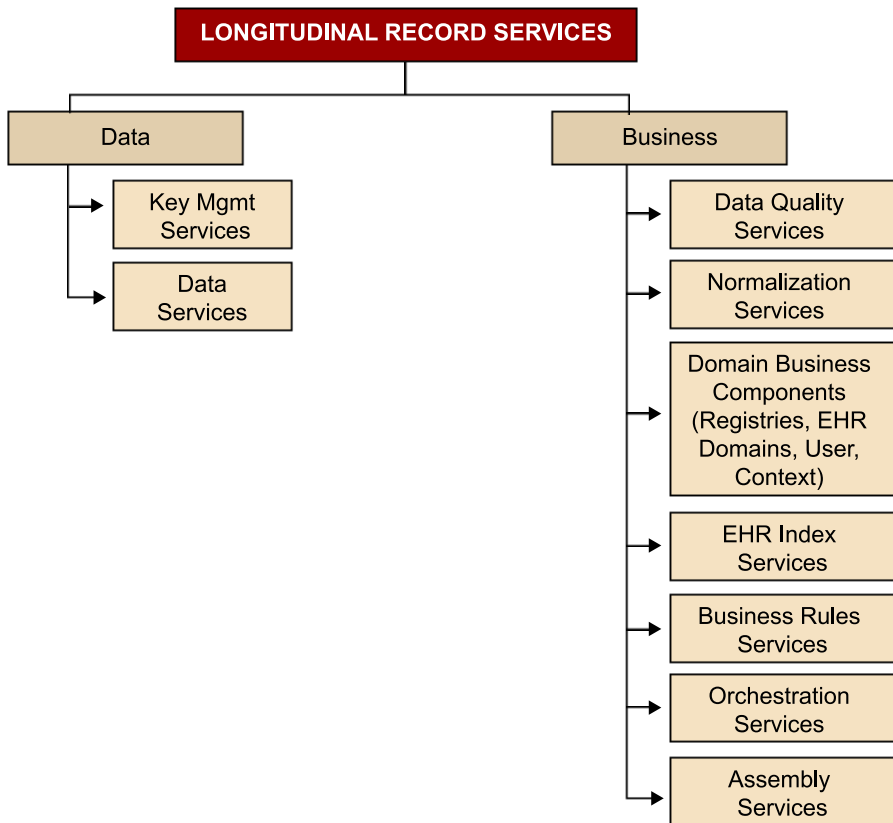 LONGITUDINAL RECORD SERVICES
Data
Key Mgmt
Services
Data
Services
Business
Data Quality
Services
Normalization
Services
Domain Business
Components
(Registries, EHR
Domains, User,
Context)
EHR Index
Services
Business Rules
Services
Orchestration
Services
Assembly
Services